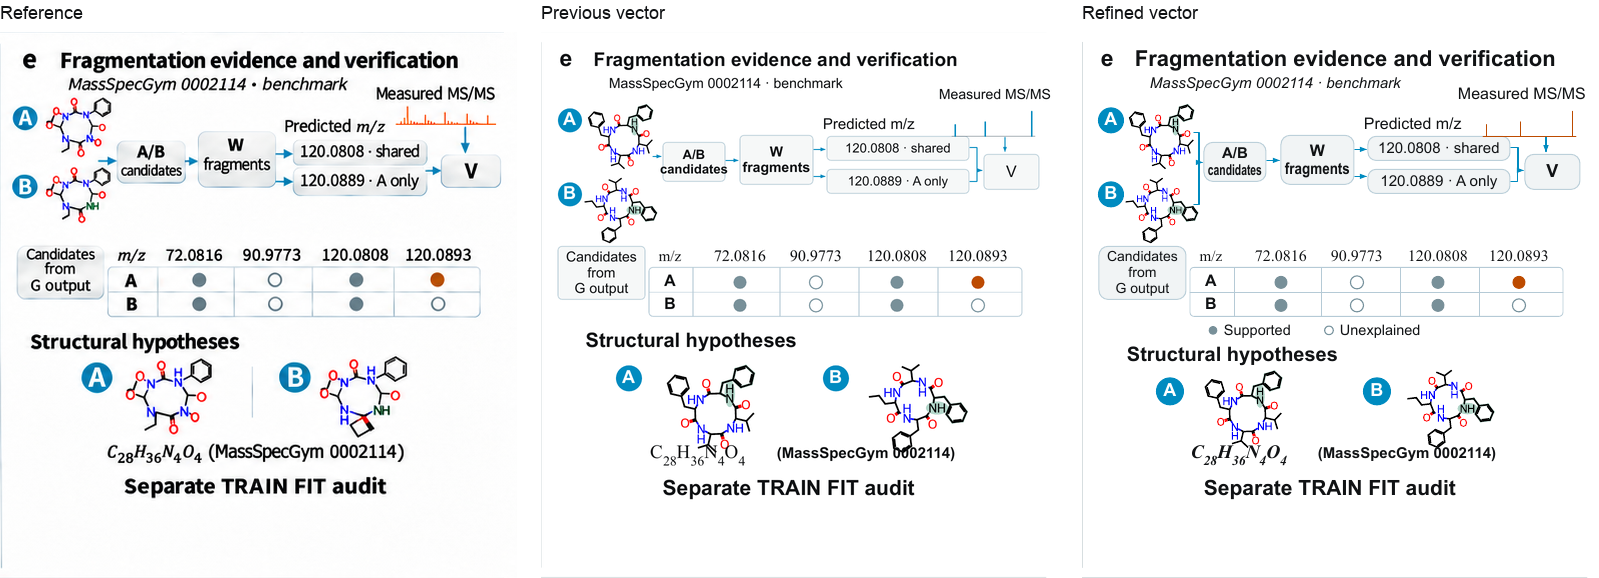 Reference
e Fragmentation evidence and verification
MassSpecGym 0002114 • benchmark
Measured MS/MS
A
Predicted m/z
A/B
candidates
W
fragments
120.0808 · shared
120.0889 · A only
V
B
Candidates
from
G output
m/z 72.0816 90.9773 120.0808 120.0893
A
B
Structural hypotheses
A
B
C28H36N4O4 (MassSpecGym 0002114)
Separate TRAIN FIT audit
Previous vector
e Fragmentation evidence and verification
MassSpecGym 0002114 · benchmark
Measured MS/MS
A
Predicted m/z
A/B
candidates
W
fragments
120.0808 · shared
120.0889 · A only
V
B
Candidates
from
G output
m/z 72.0816 90.9773 120.0808 120.0893
A
B
Structural hypotheses
A
B
C28H36N4O4 (MassSpecGym 0002114)
Separate TRAIN FIT audit
Refined vector
e Fragmentation evidence and verification
MassSpecGym 0002114 · benchmark
Measured MS/MS
A
Predicted m/z
A/B
candidates
W
fragments
120.0808 · shared
120.0889 · A only
V
B
Candidates
from
G output
m/z 72.0816 90.9773 120.0808 120.0893
A
B
Supported Unexplained
Structural hypotheses
A
B
C28H36N4O4 (MassSpecGym 0002114)
Separate TRAIN FIT audit